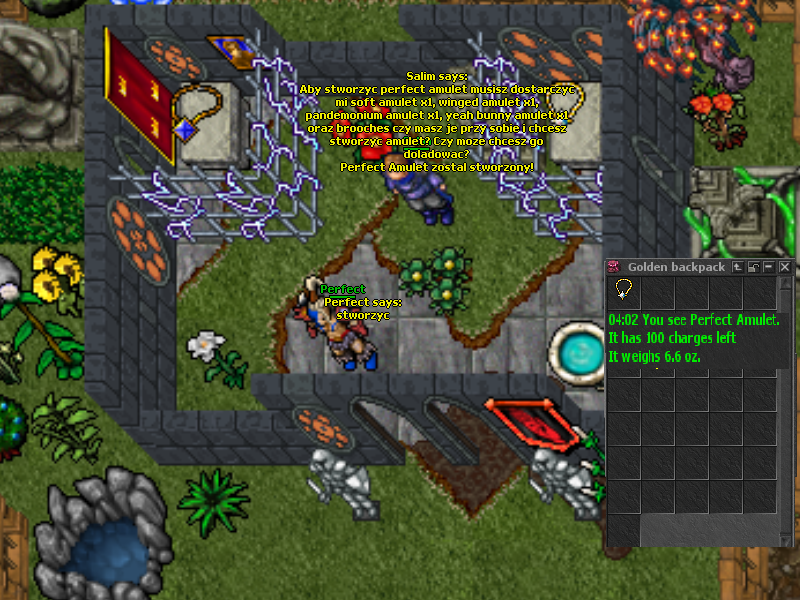 Salim says:
Aby stworzyc perfect amulet musisz dostarczyc
mi soft amulet x1, winged amulet x1,
pandemonium amulet x1, yeah bunny amulet x1
oraz brooches czy masz je przy sobie i chcesz
stworzyc amulet? Czy moze chcesz go
doladowac?
Perfect Amulet zostal stworzony!
Perfect
Perfect says:
stworzyc
Golden backpack
04:02 You see Perfect Amulet.
It has 100 charges left
It weighs 6.6 oz.